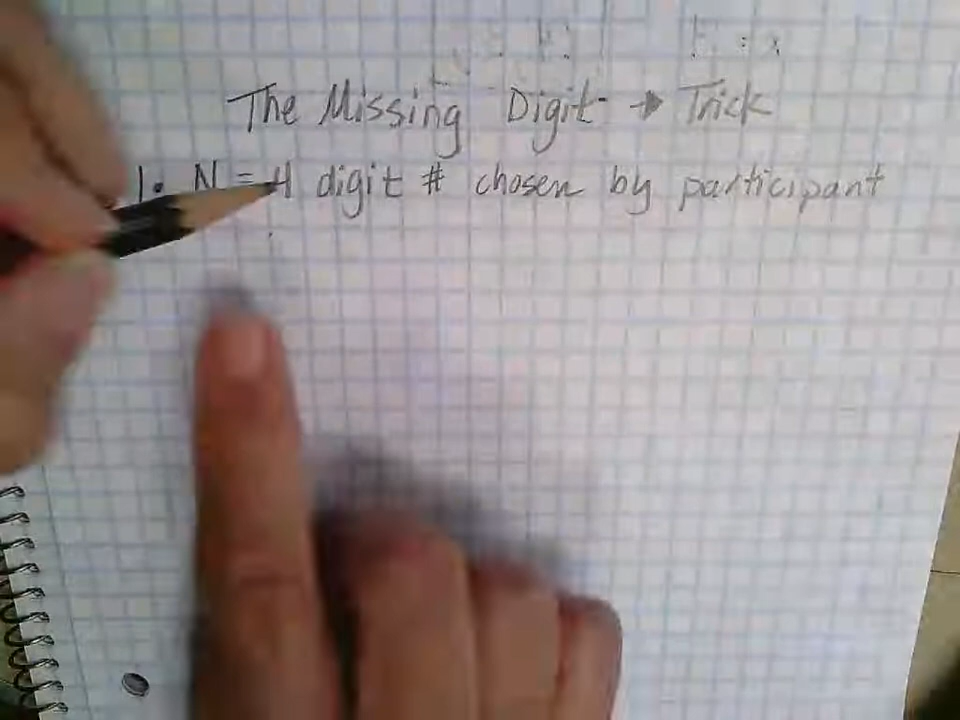 The Missing Digit → Trick
1. N = 4 digit # chosen by participant